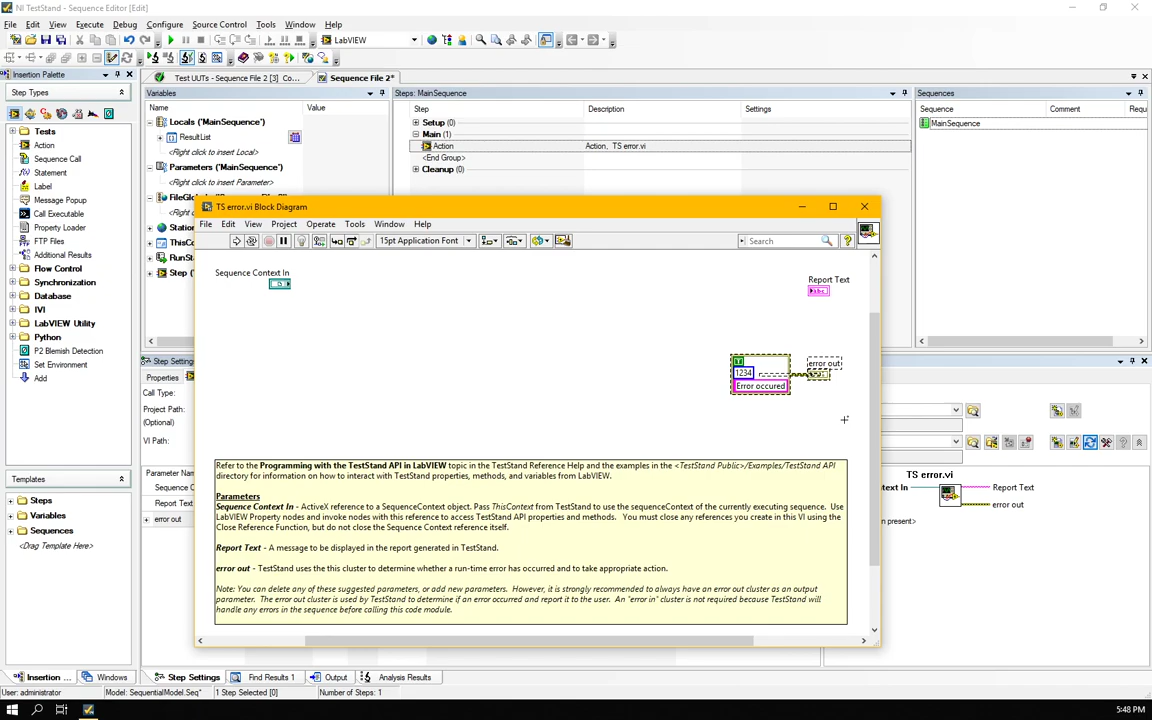 NI TestStand - Sequence Editor [Edit]
File Edit View Execute Debug Configure Source Control Tools Window Help
LabVIEW
Insertion Palette
Test UUTs - Sequence File 2 [3] Co...
Sequence File 2*
Step Types
Variables
Steps: MainSequence
Sequences
Name Value
Step Description Settings
Sequence Comment Requ
Locals ('MainSequence')
Setup (0)
MainSequence
ResultList
Main (1)
Action Action, TS error.vi
<Right click to insert Local>
<End Group>
Parameters ('MainSequence')
Cleanup (0)
<Right click to insert Parameter>
Tests
Action
Sequence Call
Statement
Label
Message Popup
Call Executable
Property Loader
FTP Files
Additional Results
Flow Control
Synchronization
Database
IVI
LabVIEW Utility
Python
P2 Blemish Detection
Set Environment
Add
FileGlo
<Right c
Station
ThisCo
RunSt
Step ('
TS error.vi Block Diagram
File Edit View Project Operate Tools Window Help
15pt Application Font
Search
Sequence Context In
Report Text
abc
error out
T
1234
Error occured
Refer to the Programming with the TestStand API in LabVIEW topic in the TestStand Reference Help and the examples in the <TestStand Public>/Examples/TestStand API
directory for information on how to interact with TestStand properties, methods, and variables from LabVIEW.
Parameters
Sequence Context In - ActiveX reference to a SequenceContext object. Pass ThisContext from TestStand to use the sequenceContext of the currently executing sequence. Use
LabVIEW Property nodes and invoke nodes with this reference to access TestStand API properties and methods. You must close any references you create in this VI using the
Close Reference Function, but do not close the Sequence Context reference itself.
Report Text - A message to be displayed in the report generated in TestStand.
error out - TestStand uses the this cluster to determine whether a run-time error has occurred and to take appropriate action.
Note: You can delete any of these suggested parameters, or add new parameters. However, it is strongly recommended to always have an error out cluster as an output
parameter. The error out cluster is used by TestStand to determine if an error occurred and report it to the user. An "error in" cluster is not required because TestStand will
handle any errors in the sequence before calling this code module.
Step Settings
Properties
Call Type:
Project Path:
(Optional)
VI Path:
Parameter Name
Sequence C
Report Text
error out
TS error.vi
ext In
Report Text
error out
en present>
Templates
Steps
Variables
Sequences
<Drag Template Here>
Insertion ... Windows
Step Settings Find Results 1 Output Analysis Results
User: administrator Model: SequentialModel.Seq* 1 Step Selected [0] Number of Steps: 1
5:48 PM